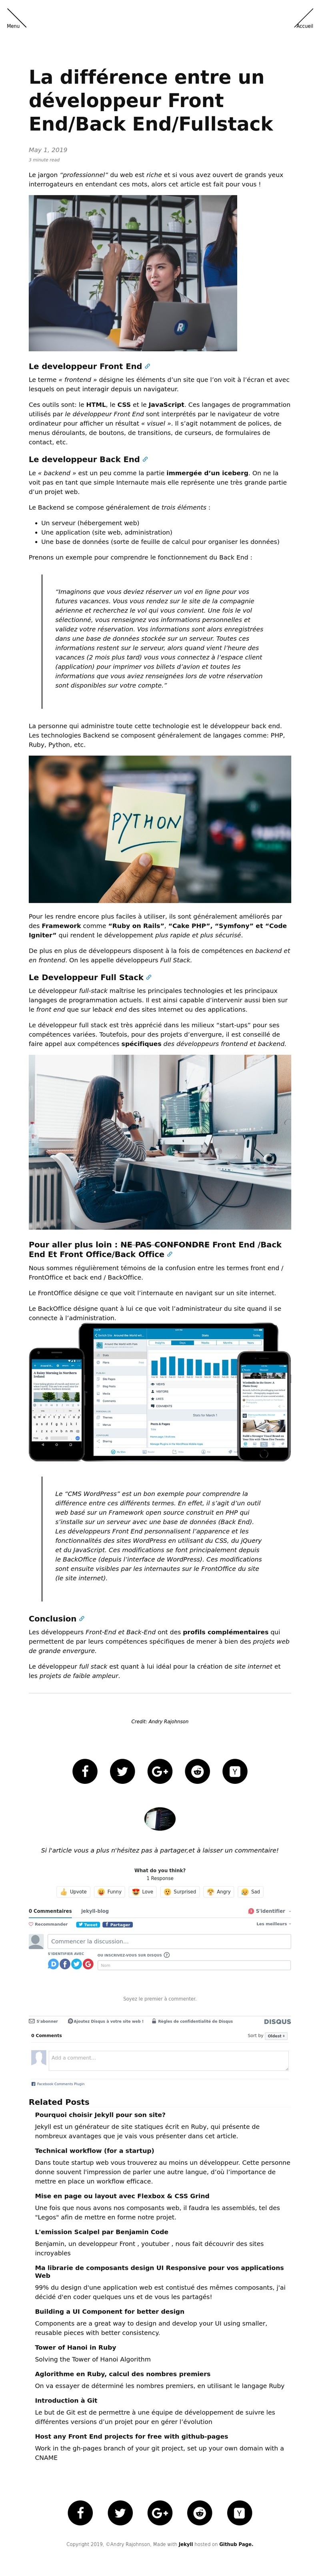 Menu
Accueil
La différence entre un
développeur Front
End/Back End/Fullstack
May 1, 2019
3 minute read
Le jargon “professionnel” du web est riche et si vous avez ouvert de grands yeux
interrogateurs en entendant ces mots, alors cet article est fait pour vous !
Le developpeur Front End
Le terme « frontend » désigne les éléments d’un site que l’on voit à l’écran et avec
lesquels on peut interagir depuis un navigateur.
Ces outils sont: le HTML, le CSS et le JavaScript. Ces langages de programmation
utilisés par le développeur Front End sont interprétés par le navigateur de votre
ordinateur pour afficher un résultat « visuel ». Il s’agit notamment de polices, de
menus déroulants, de boutons, de transitions, de curseurs, de formulaires de
contact, etc.
Le developpeur Back End
Le « backend » est un peu comme la partie immergée d’un iceberg. On ne la
voit pas en tant que simple Internaute mais elle représente une très grande partie
d’un projet web.
Le Backend se compose généralement de trois éléments :
• Un serveur (hébergement web)
• Une application (site web, administration)
• Une base de données (sorte de feuille de calcul pour organiser les données)
Prenons un exemple pour comprendre le fonctionnement du Back End :
“Imaginons que vous deviez réserver un vol en ligne pour vos
futures vacances. Vous vous rendez sur le site de la compagnie
aérienne et recherchez le vol qui vous convient. Une fois le vol
sélectionné, vous renseignez vos informations personnelles et
validez votre réservation. Vos informations sont alors enregistrées
dans une base de données stockée sur un serveur. Toutes ces
informations restent sur le serveur, alors quand vient l’heure des
vacances (2 mois plus tard) vous vous connectez à l’espace client
(application) pour imprimer vos billets d’avion et toutes les
informations que vous aviez renseignées lors de votre réservation
sont disponibles sur votre compte.”
La personne qui administre toute cette technologie est le développeur back end.
Les technologies Backend se composent généralement de langages comme: PHP,
Ruby, Python, etc.
PYTHON
Pour les rendre encore plus faciles à utiliser, ils sont généralement améliorés par
des Framework comme “Ruby on Rails”, “Cake PHP”, “Symfony” et “Code
Igniter” qui rendent le développement plus rapide et plus sécurisé.
De plus en plus de développeurs disposent à la fois de compétences en backend et
en frontend. On les appelle développeurs Full Stack.
Le Developpeur Full Stack
Le développeur full-stack maîtrise les principales technologies et les principaux
langages de programmation actuels. Il est ainsi capable d’intervenir aussi bien sur
le front end que sur leback end des sites Internet ou des applications.
Le développeur full stack est très apprécié dans les milieux “start-ups” pour ses
compétences variées. Toutefois, pour des projets d’envergure, il est conseillé de
faire appel aux compétences spécifiques des développeurs frontend et backend.
Pour aller plus loin : NE PAS CONFONDRE Front End /Back
End Et Front Office/Back Office
Nous sommes régulièrement témoins de la confusion entre les termes front end /
FrontOffice et back end / BackOffice.
Le FrontOffice désigne ce que voit l’internaute en navigant sur un site internet.
Le BackOffice désigne quant à lui ce que voit l’administrateur du site quand il se
connecte à l’administration.
Le “CMS WordPress” est un bon exemple pour comprendre la
différence entre ces différents termes. En effet, il s’agit d’un outil
web basé sur un Framework open source construit en PHP qui
s’installe sur un serveur avec une base de données (Back End).
Les développeurs Front End personnalisent l’apparence et les
fonctionnalités des sites WordPress en utilisant du CSS, du jQuery
et du JavaScript. Ces modifications se font principalement depuis
le BackOffice (depuis l’interface de WordPress). Ces modifications
sont ensuite visibles par les internautes sur le FrontOffice du site
(le site internet).
Conclusion
Les développeurs Front-End et Back-End ont des profils complémentaires qui
permettent de par leurs compétences spécifiques de mener à bien des projets web
de grande envergure.
Le développeur full stack est quant à lui idéal pour la création de site internet et
les projets de faible ampleur.
Credit: Andry Rajohnson
Si l'article vous a plus n'hésitez pas à partager,et à laisser un commentaire!
What do you think?
1 Response
Upvote
Funny
Love
Surprised
Angry
Sad
0 Commentaires
Jekyll-blog
S'identifier
Recommander
Tweet
Partager
Les meilleurs
Commencer la discussion...
S'IDENTIFIER AVEC
OU INSCRIVEZ-VOUS SUR DISQUS
Nom
Soyez le premier à commenter.
S'abonner
Ajoutez Disqus à votre site web !
Règles de confidentialité de Disqus
DISQUS
0 Comments
Sort by
Oldest
Add a comment...
Facebook Comments Plugin
Related Posts
Pourquoi choisir Jekyll pour son site?
Jekyll est un générateur de site statiques écrit en Ruby, qui présente de
nombreux avantages que je vais vous présenter dans cet article.
Technical workflow (for a startup)
Dans toute startup web vous trouverez au moins un développeur. Cette personne
donne souvent l’impression de parler une autre langue, d’où l’importance de
mettre en place un workflow efficace.
Mise en page ou layout avec Flexbox & CSS Grind
Une fois que nous avons nos composants web, il faudra les assemblés, tel des
"Legos" afin de mettre en forme notre projet.
L'emission Scalpel par Benjamin Code
Benjamin, un developpeur Front , youtuber , nous fait découvrir des sites
incroyables
Ma librarie de composants design UI Responsive pour vos applications
Web
99% du design d'une application web est contistué des mêmes composants, j'ai
décidé d'en coder quelques uns et de vous les partagés!
Building a UI Component for better design
Components are a great way to design and develop your UI using smaller,
reusable pieces with better consistency.
Tower of Hanoi in Ruby
Solving the Tower of Hanoi Algorithm
Aglorithme en Ruby, calcul des nombres premiers
On va essayer de déterminé les nombres premiers, en utilisant le langage Ruby
Introduction à Git
Le but de Git est de permettre à une équipe de développement de suivre les
différentes versions d’un projet pour en gérer l’évolution
Host any Front End projects for free with github-pages
Work in the gh-pages branch of your git project, set up your own domain with a
CNAME
Copyright 2019, ©Andry Rajohnson, Made with Jekyll hosted on Github Page.